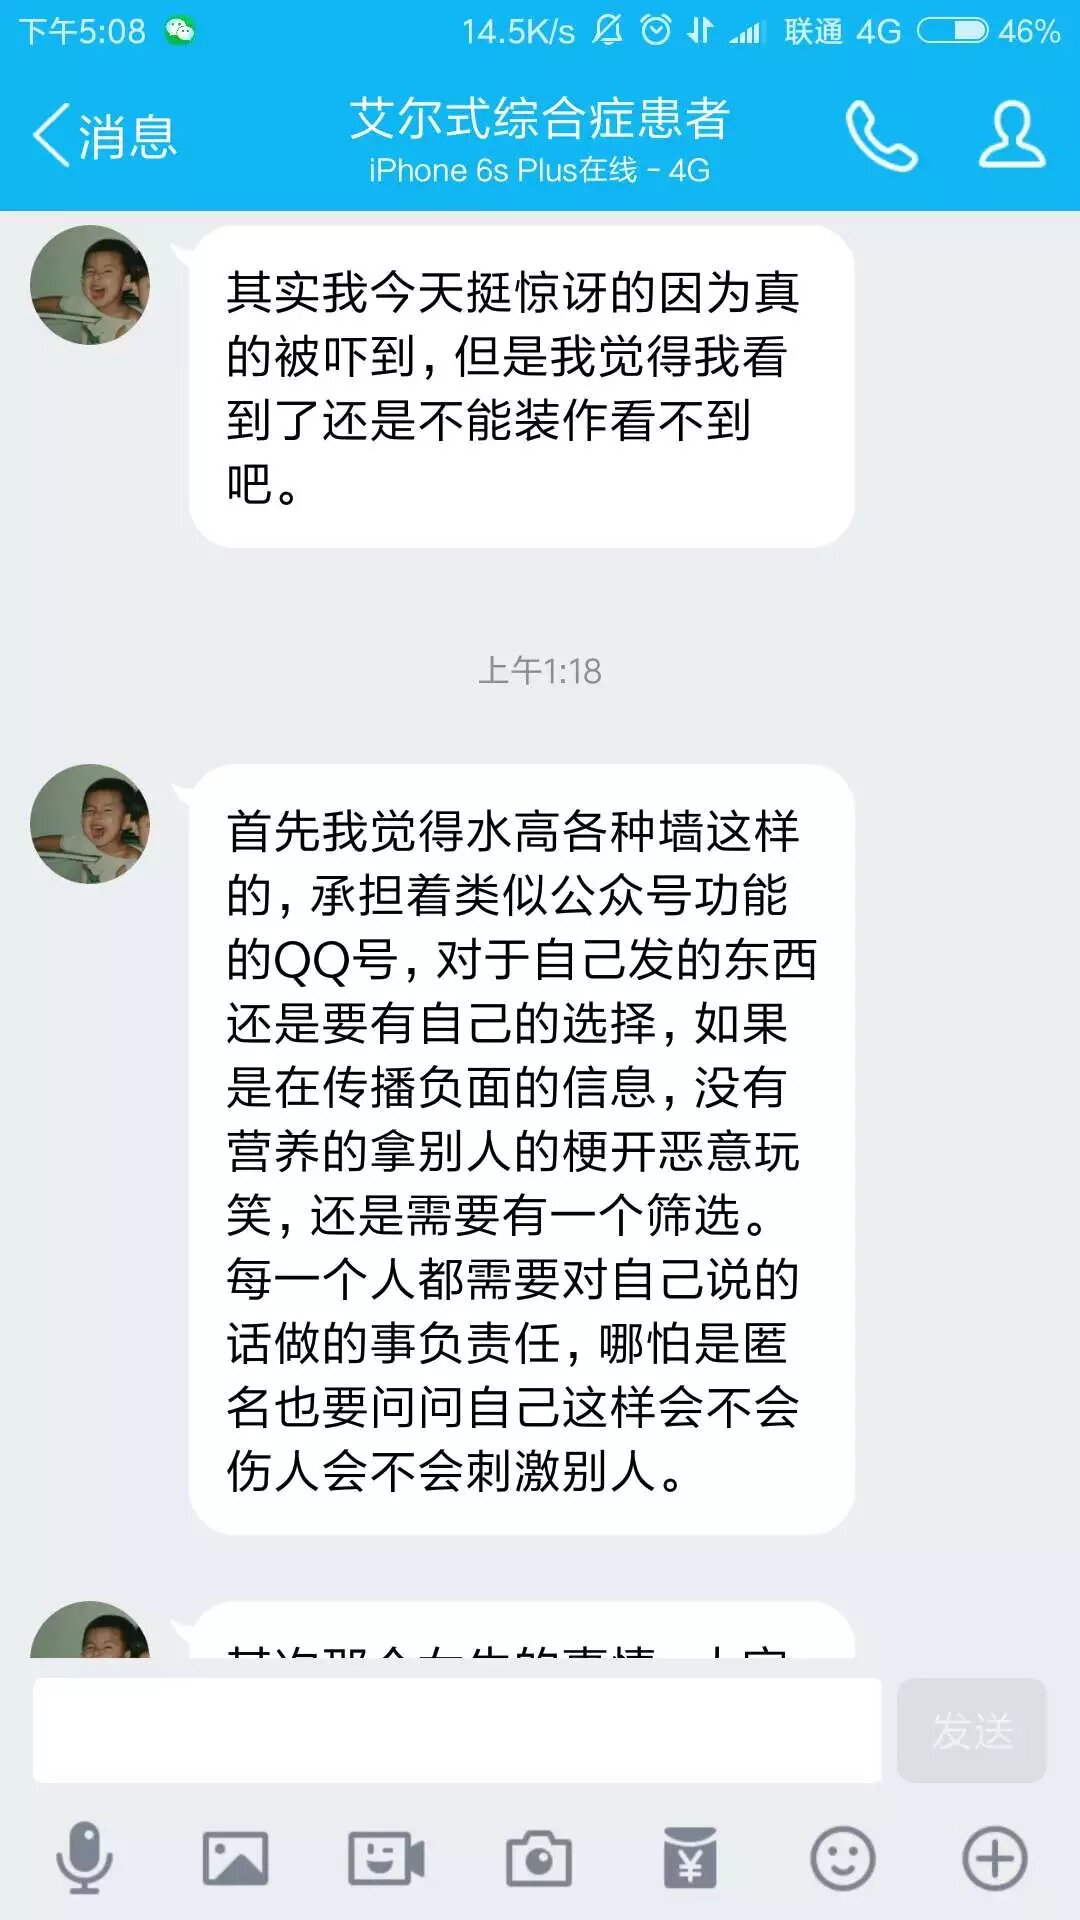 下午5:08 14.5K/s 联通 4G 46%
消息
艾尔式综合症患者
iPhone 6s Plus在线 - 4G
其实我今天挺惊讶的因为真
的被吓到，但是我觉得我看
到了还是不能装作看不到
吧。
上午1:18
首先我觉得水高各种墙这样
的，承担着类似公众号功能
的QQ号，对于自己发的东西
还是要有自己的选择，如果
是在传播负面的信息，没有
营养的拿别人的梗开恶意玩
笑，还是需要有一个筛选。
每一个人都需要对自己说的
话做的事负责任，哪怕是匿
名也要问问自己这样会不会
伤人会不会刺激别人。
其次那个女生的事情
发送